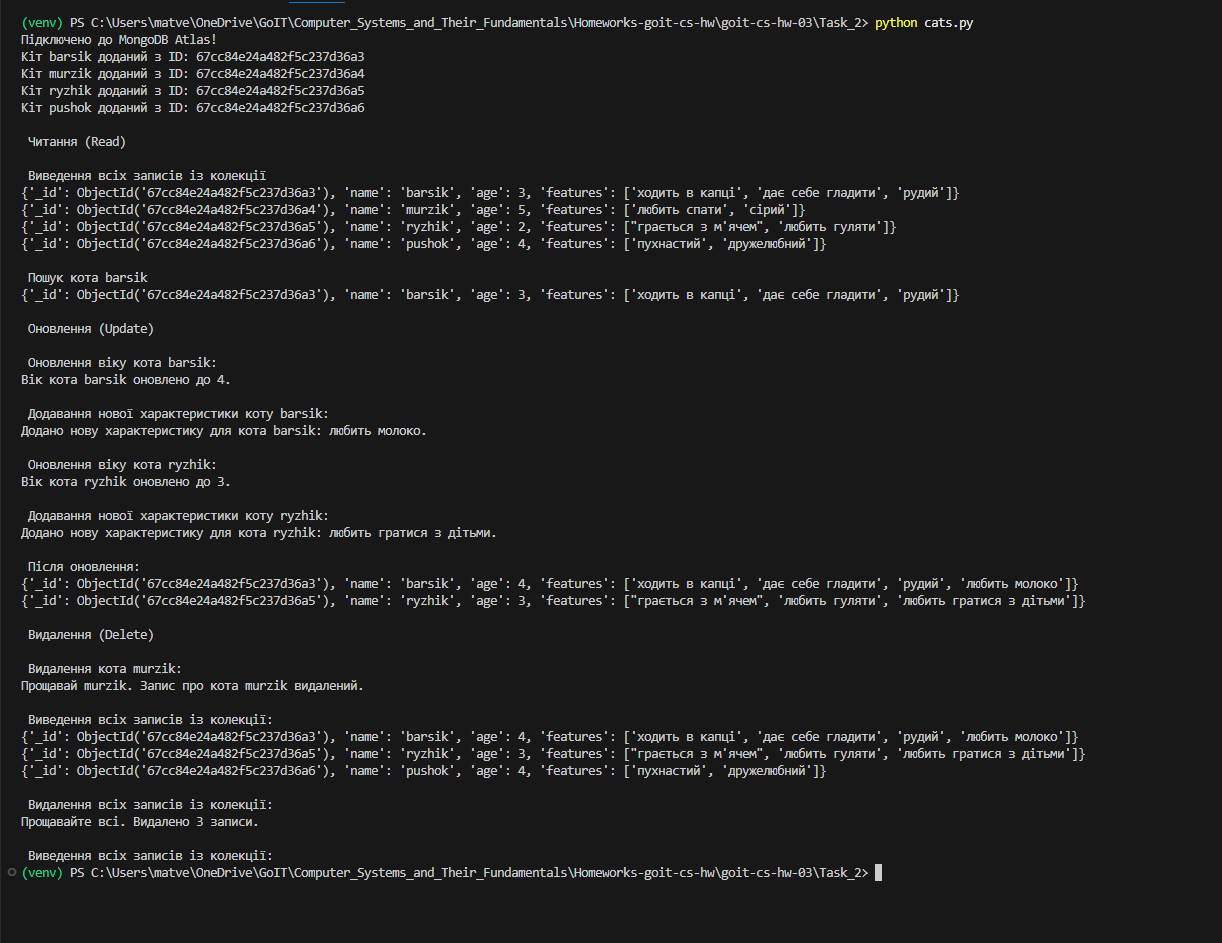 (venv) PS C:\Users\matve\OneDrive\GoIT\Computer_Systems_and_Their_Fundamentals\Homeworks-goit-cs-hw\goit-cs-hw-03\Task_2> python cats.py
Підключено до MongoDB Atlas!
Кіт barsik доданий з ID: 67cc84e24a482f5c237d36a3
Кіт murzik доданий з ID: 67cc84e24a482f5c237d36a4
Кіт ryzhik доданий з ID: 67cc84e24a482f5c237d36a5
Кіт pushok доданий з ID: 67cc84e24a482f5c237d36a6
Читання (Read)
Виведення всіх записів із колекції
{'_id': ObjectId('67cc84e24a482f5c237d36a3'), 'name': 'barsik', 'age': 3, 'features': ['ходить в капці', 'дає себе гладити', 'рудий']}
{'_id': ObjectId('67cc84e24a482f5c237d36a4'), 'name': 'murzik', 'age': 5, 'features': ['любить спати', 'сірий']}
{'_id': ObjectId('67cc84e24a482f5c237d36a5'), 'name': 'ryzhik', 'age': 2, 'features': ["грається з м'ячем", 'любить гуляти']}
{'_id': ObjectId('67cc84e24a482f5c237d36a6'), 'name': 'pushok', 'age': 4, 'features': ['пухнастий', 'дружелюбний']}
Пошук кота barsik
{'_id': ObjectId('67cc84e24a482f5c237d36a3'), 'name': 'barsik', 'age': 3, 'features': ['ходить в капці', 'дає себе гладити', 'рудий']}
Оновлення (Update)
Оновлення віку кота barsik:
Вік кота barsik оновлено до 4.
Додавання нової характеристики коту barsik:
Додано нову характеристику для кота barsik: любить молоко.
Оновлення віку кота ryzhik:
Вік кота ryzhik оновлено до 3.
Додавання нової характеристики коту ryzhik:
Додано нову характеристику для кота ryzhik: любить гратися з дітьми.
Після оновлення:
{'_id': ObjectId('67cc84e24a482f5c237d36a3'), 'name': 'barsik', 'age': 4, 'features': ['ходить в капці', 'дає себе гладити', 'рудий', 'любить молоко']}
{'_id': ObjectId('67cc84e24a482f5c237d36a5'), 'name': 'ryzhik', 'age': 3, 'features': ["грається з м'ячем", 'любить гуляти', 'любить гратися з дітьми']}
Видалення (Delete)
Видалення кота murzik:
Прощавай murzik. Запис про кота murzik видалений.
Виведення всіх записів із колекції:
{'_id': ObjectId('67cc84e24a482f5c237d36a3'), 'name': 'barsik', 'age': 4, 'features': ['ходить в капці', 'дає себе гладити', 'рудий', 'любить молоко']}
{'_id': ObjectId('67cc84e24a482f5c237d36a5'), 'name': 'ryzhik', 'age': 3, 'features': ["грається з м'ячем", 'любить гуляти', 'любить гратися з дітьми']}
{'_id': ObjectId('67cc84e24a482f5c237d36a6'), 'name': 'pushok', 'age': 4, 'features': ['пухнастий', 'дружелюбний']}
Видалення всіх записів із колекції:
Прощавайте всі. Видалено 3 записи.
Виведення всіх записів із колекції:
(venv) PS C:\Users\matve\OneDrive\GoIT\Computer_Systems_and_Their_Fundamentals\Homeworks-goit-cs-hw\goit-cs-hw-03\Task_2>